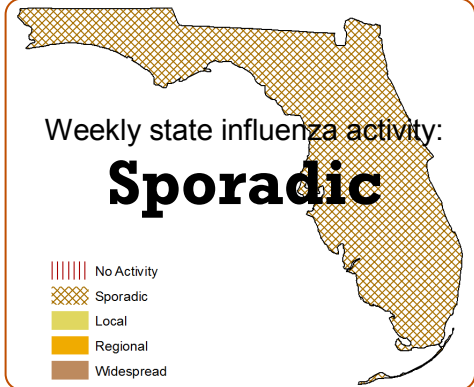 Weekly state influenza activity:
Sporadic
No Activity
Sporadic
Local
Regional
Widespread